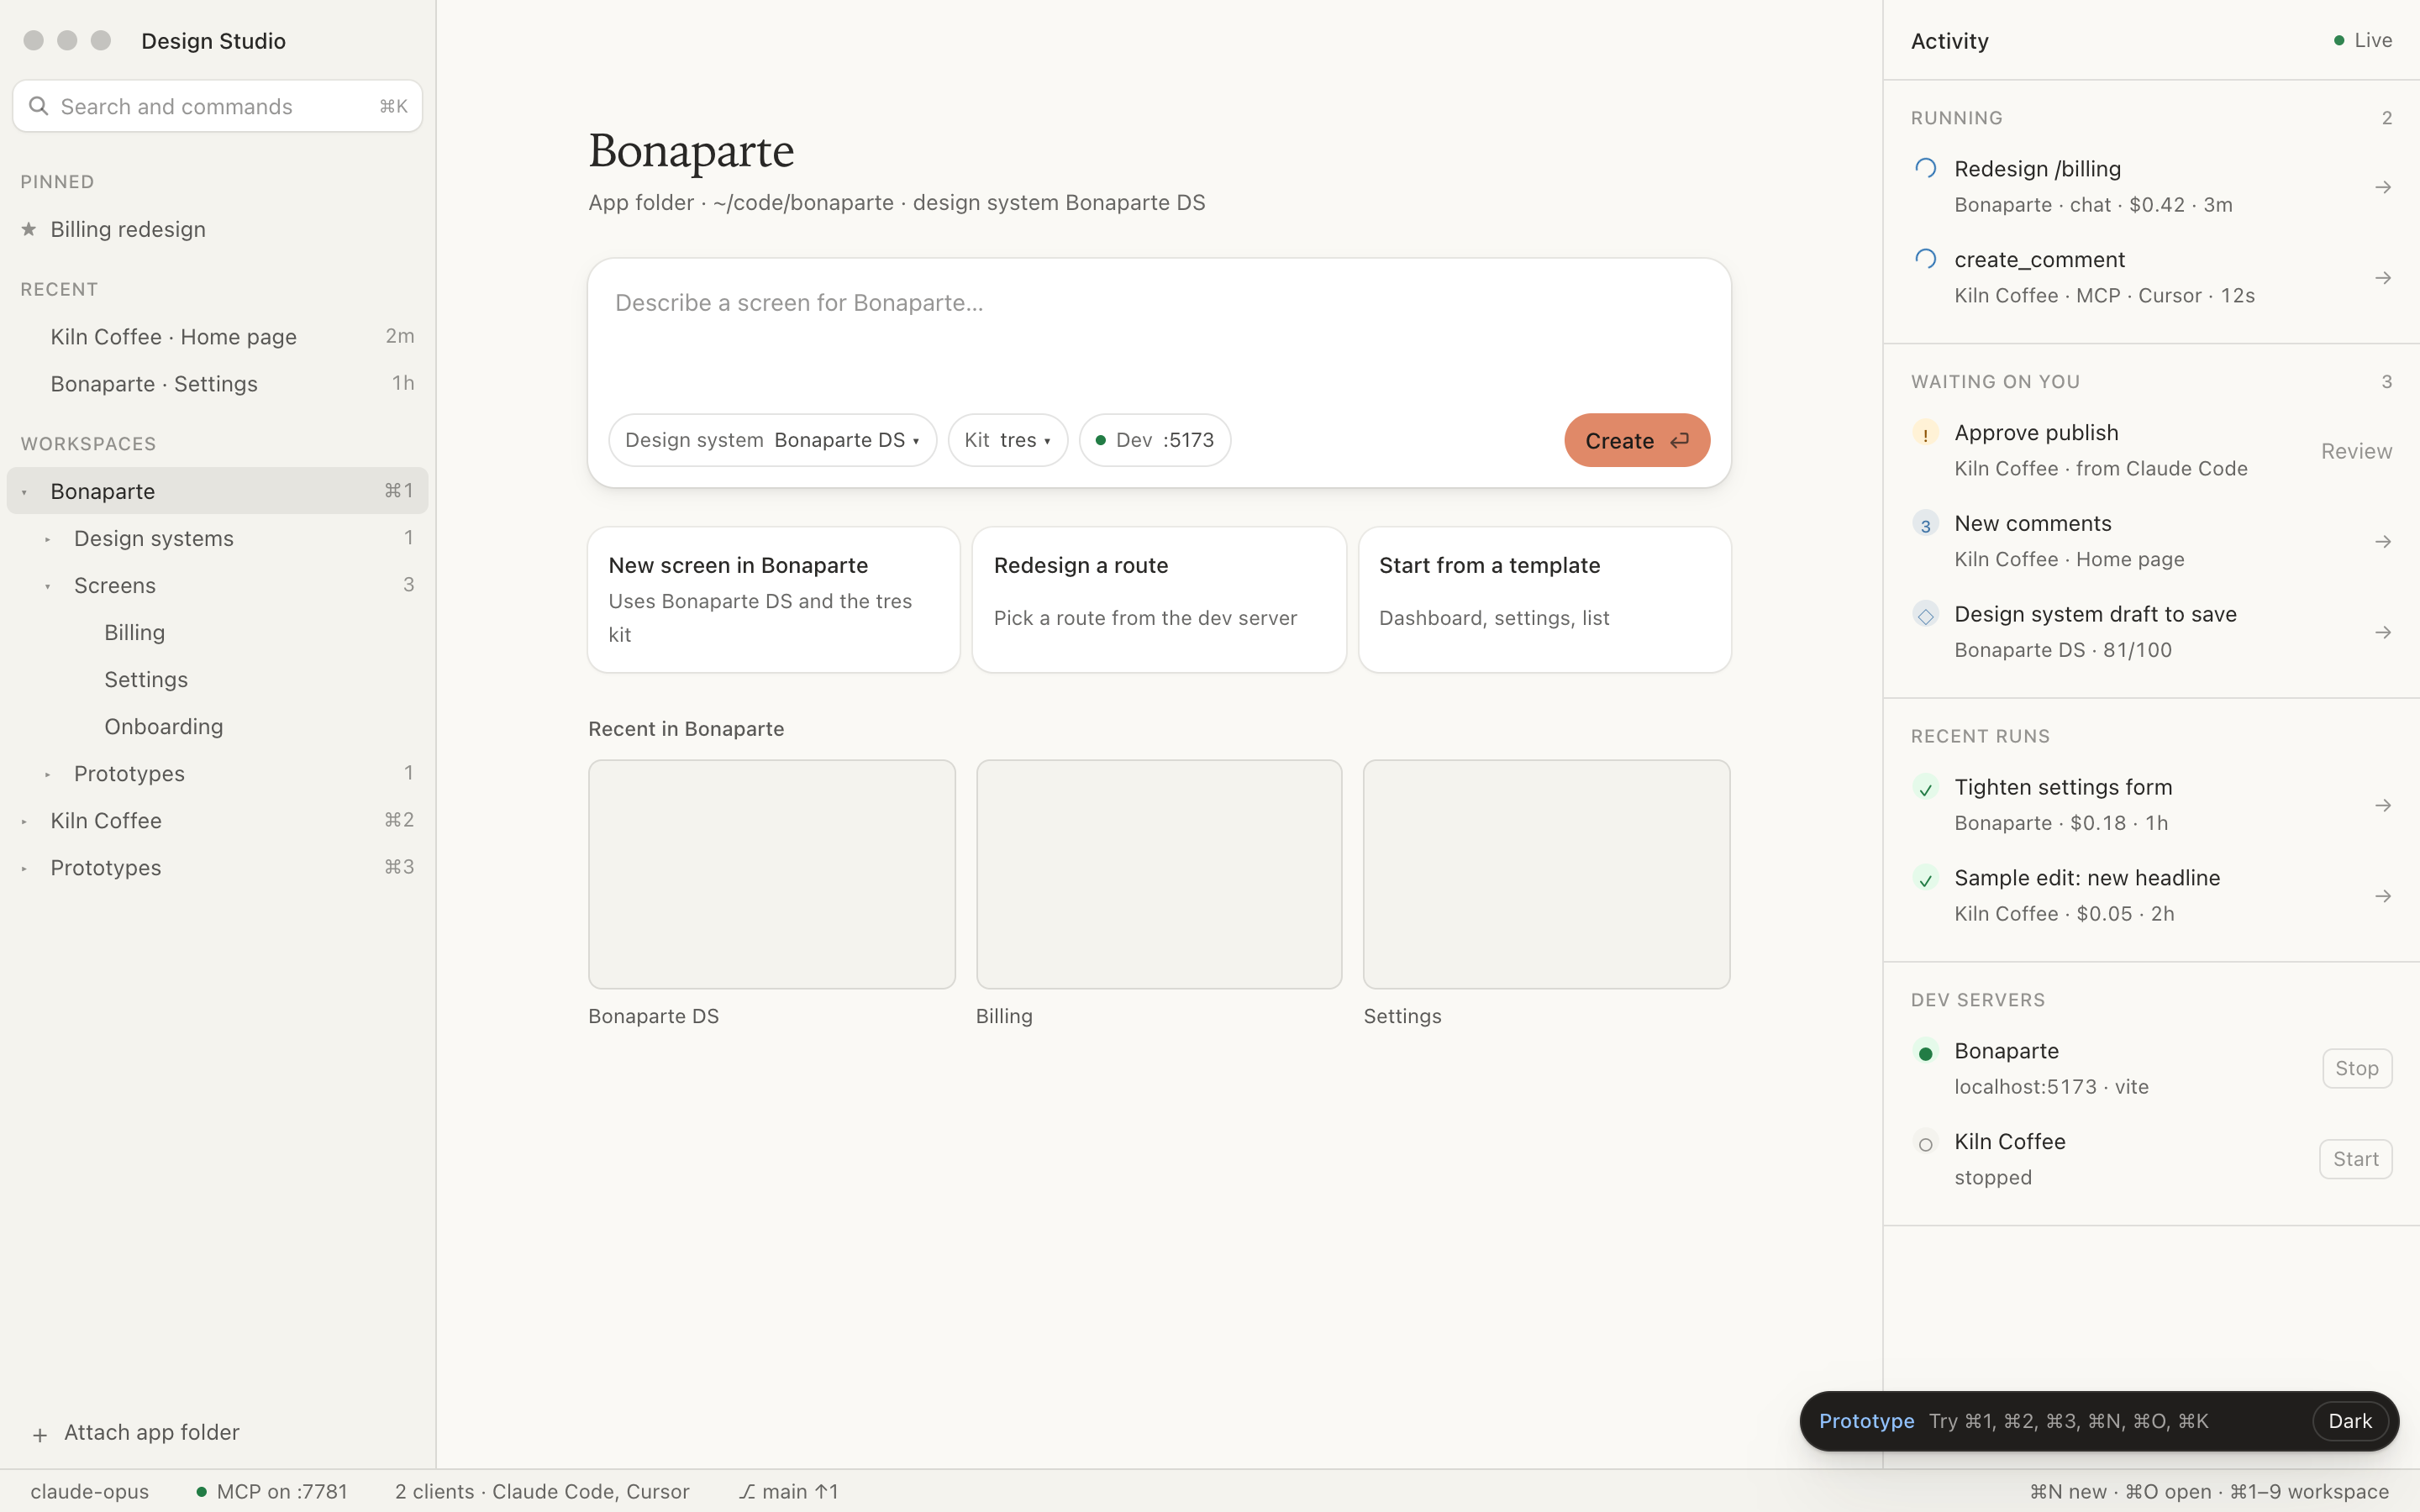 Design Studio
Search and commands ⌘K
PINNED
★ Billing redesign
RECENT
Kiln Coffee · Home page 2m
Bonaparte · Settings 1h
WORKSPACES
▾ Bonaparte ⌘1
▸ Design systems 1
▾ Screens 3
Billing
Settings
Onboarding
▸ Prototypes 1
▸ Kiln Coffee ⌘2
▸ Prototypes ⌘3
+ Attach app folder
Bonaparte
App folder · ~/code/bonaparte · design system Bonaparte DS
Describe a screen for Bonaparte...
Design system Bonaparte DS ▾ Kit tres ▾ Dev :5173 Create
New screen in Bonaparte
Uses Bonaparte DS and the tres
kit
Redesign a route
Pick a route from the dev server
Start from a template
Dashboard, settings, list
Recent in Bonaparte
Bonaparte DS
Billing
Settings
Activity Live
RUNNING 2
Redesign /billing
Bonaparte · chat · $0.42 · 3m →
create_comment
Kiln Coffee · MCP · Cursor · 12s →
WAITING ON YOU 3
! Approve publish
Kiln Coffee · from Claude Code Review
3 New comments
Kiln Coffee · Home page →
◇ Design system draft to save
Bonaparte DS · 81/100 →
RECENT RUNS
✓ Tighten settings form
Bonaparte · $0.18 · 1h →
✓ Sample edit: new headline
Kiln Coffee · $0.05 · 2h →
DEV SERVERS
Bonaparte
localhost:5173 · vite Stop
Kiln Coffee
stopped Start
Prototype Try ⌘1, ⌘2, ⌘3, ⌘N, ⌘O, ⌘K Dark
claude-opus MCP on :7781 2 clients · Claude Code, Cursor ⎇ main ↑1 ⌘N new · ⌘O open · ⌘1–9 workspace